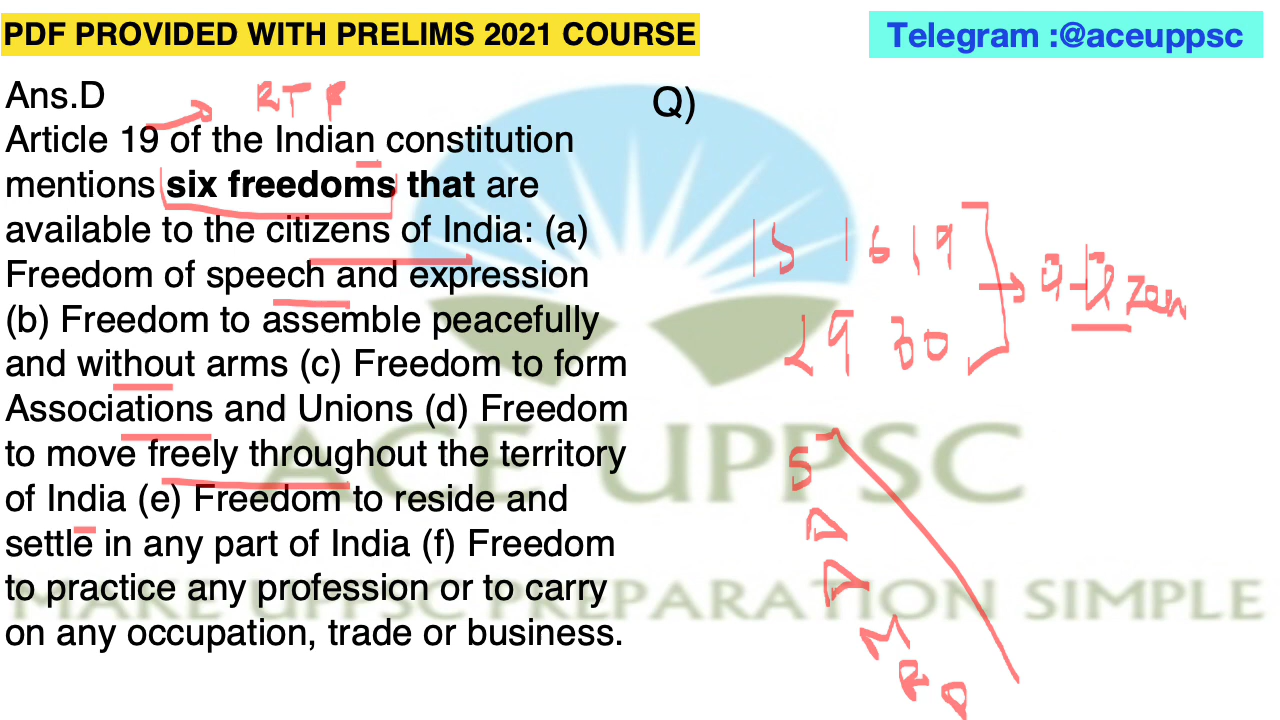 PDF PROVIDED WITH PRELIMS 2021 COURSE
Telegram :@aceuppsc
Ans.D
RTF
Article 19 of the Indian constitution
mentions six freedoms that are
available to the citizens of India: (a)
Freedom of speech and expression
(b) Freedom to assemble peacefully
and without arms (c) Freedom to form
Associations and Unions (d) Freedom
to move freely throughout the territory
of India (e) Freedom to reside and
settle in any part of India (f) Freedom
to practice any profession or to carry
on any occupation, trade or business.
Q)
15 16 19
29 30
ACE UPPSC
MAKE UPPSC PREPARATION SIMPLE